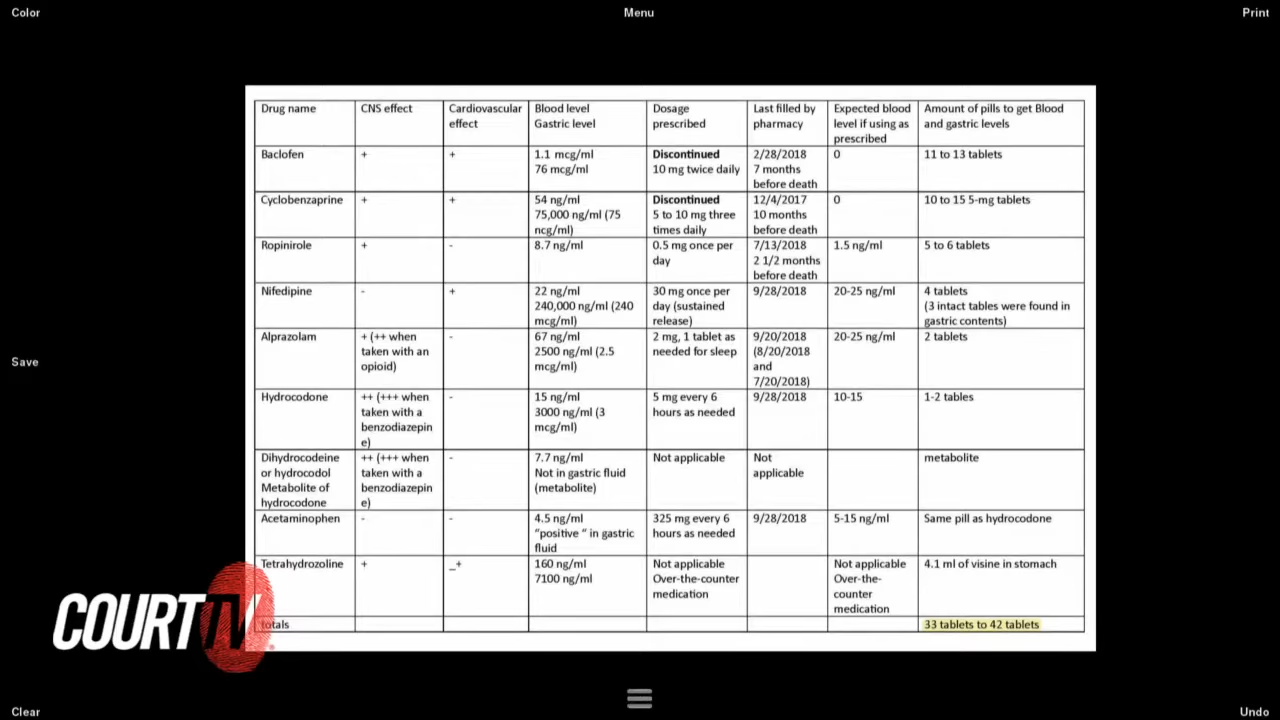 Color
Menu
Print
Drug name
CNS effect
Cardiovascular
effect
Blood level
Gastric level
Dosage
prescribed
Last filled by
pharmacy
Expected blood
level if using as
prescribed
Amount of pills to get Blood
and gastric levels
Baclofen
+
+
1.1 mcg/ml
76 mcg/ml
Discontinued
10 mg twice daily
2/28/2018
7 months
before death
0
11 to 13 tablets
Cyclobenzaprine
+
+
54 ng/ml
75,000 ng/ml (75
ncg/ml)
Discontinued
5 to 10 mg three
times daily
12/4/2017
10 months
before death
0
10 to 15 5-mg tablets
Ropinirole
+
-
8.7 ng/ml
0.5 mg once per
day
7/13/2018
2 1/2 months
before death
1.5 ng/ml
5 to 6 tablets
Nifedipine
-
+
22 ng/ml
240,000 ng/ml (240
mcg/ml)
30 mg once per
day (sustained
release)
9/28/2018
20-25 ng/ml
4 tablets
(3 intact tables were found in
gastric contents)
Alprazolam
+ (++ when
taken with an
opioid)
-
67 ng/ml
2500 ng/ml (2.5
mcg/ml)
2 mg, 1 tablet as
needed for sleep
9/20/2018
(8/20/2018
and
7/20/2018)
20-25 ng/ml
2 tablets
Hydrocodone
++ (+++ when
taken with a
benzodiazepin
e)
-
15 ng/ml
3000 ng/ml (3
mcg/ml)
5 mg every 6
hours as needed
9/28/2018
10-15
1-2 tables
Dihydrocodeine
or hydrocodol
Metabolite of
hydrocodone
++ (+++ when
taken with a
benzodiazepin
e)
-
7.7 ng/ml
Not in gastric fluid
(metabolite)
Not applicable
Not
applicable
metabolite
Acetaminophen
-
-
4.5 ng/ml
"positive " in gastric
fluid
325 mg every 6
hours as needed
9/28/2018
5-15 ng/ml
Same pill as hydrocodone
Tetrahydrozoline
+
_+
160 ng/ml
7100 ng/ml
Not applicable
Over-the-counter
medication
Not applicable
Over-the-
counter
medication
4.1 ml of visine in stomach
totals
33 tablets to 42 tablets
Save
COURT TV
Clear
Undo